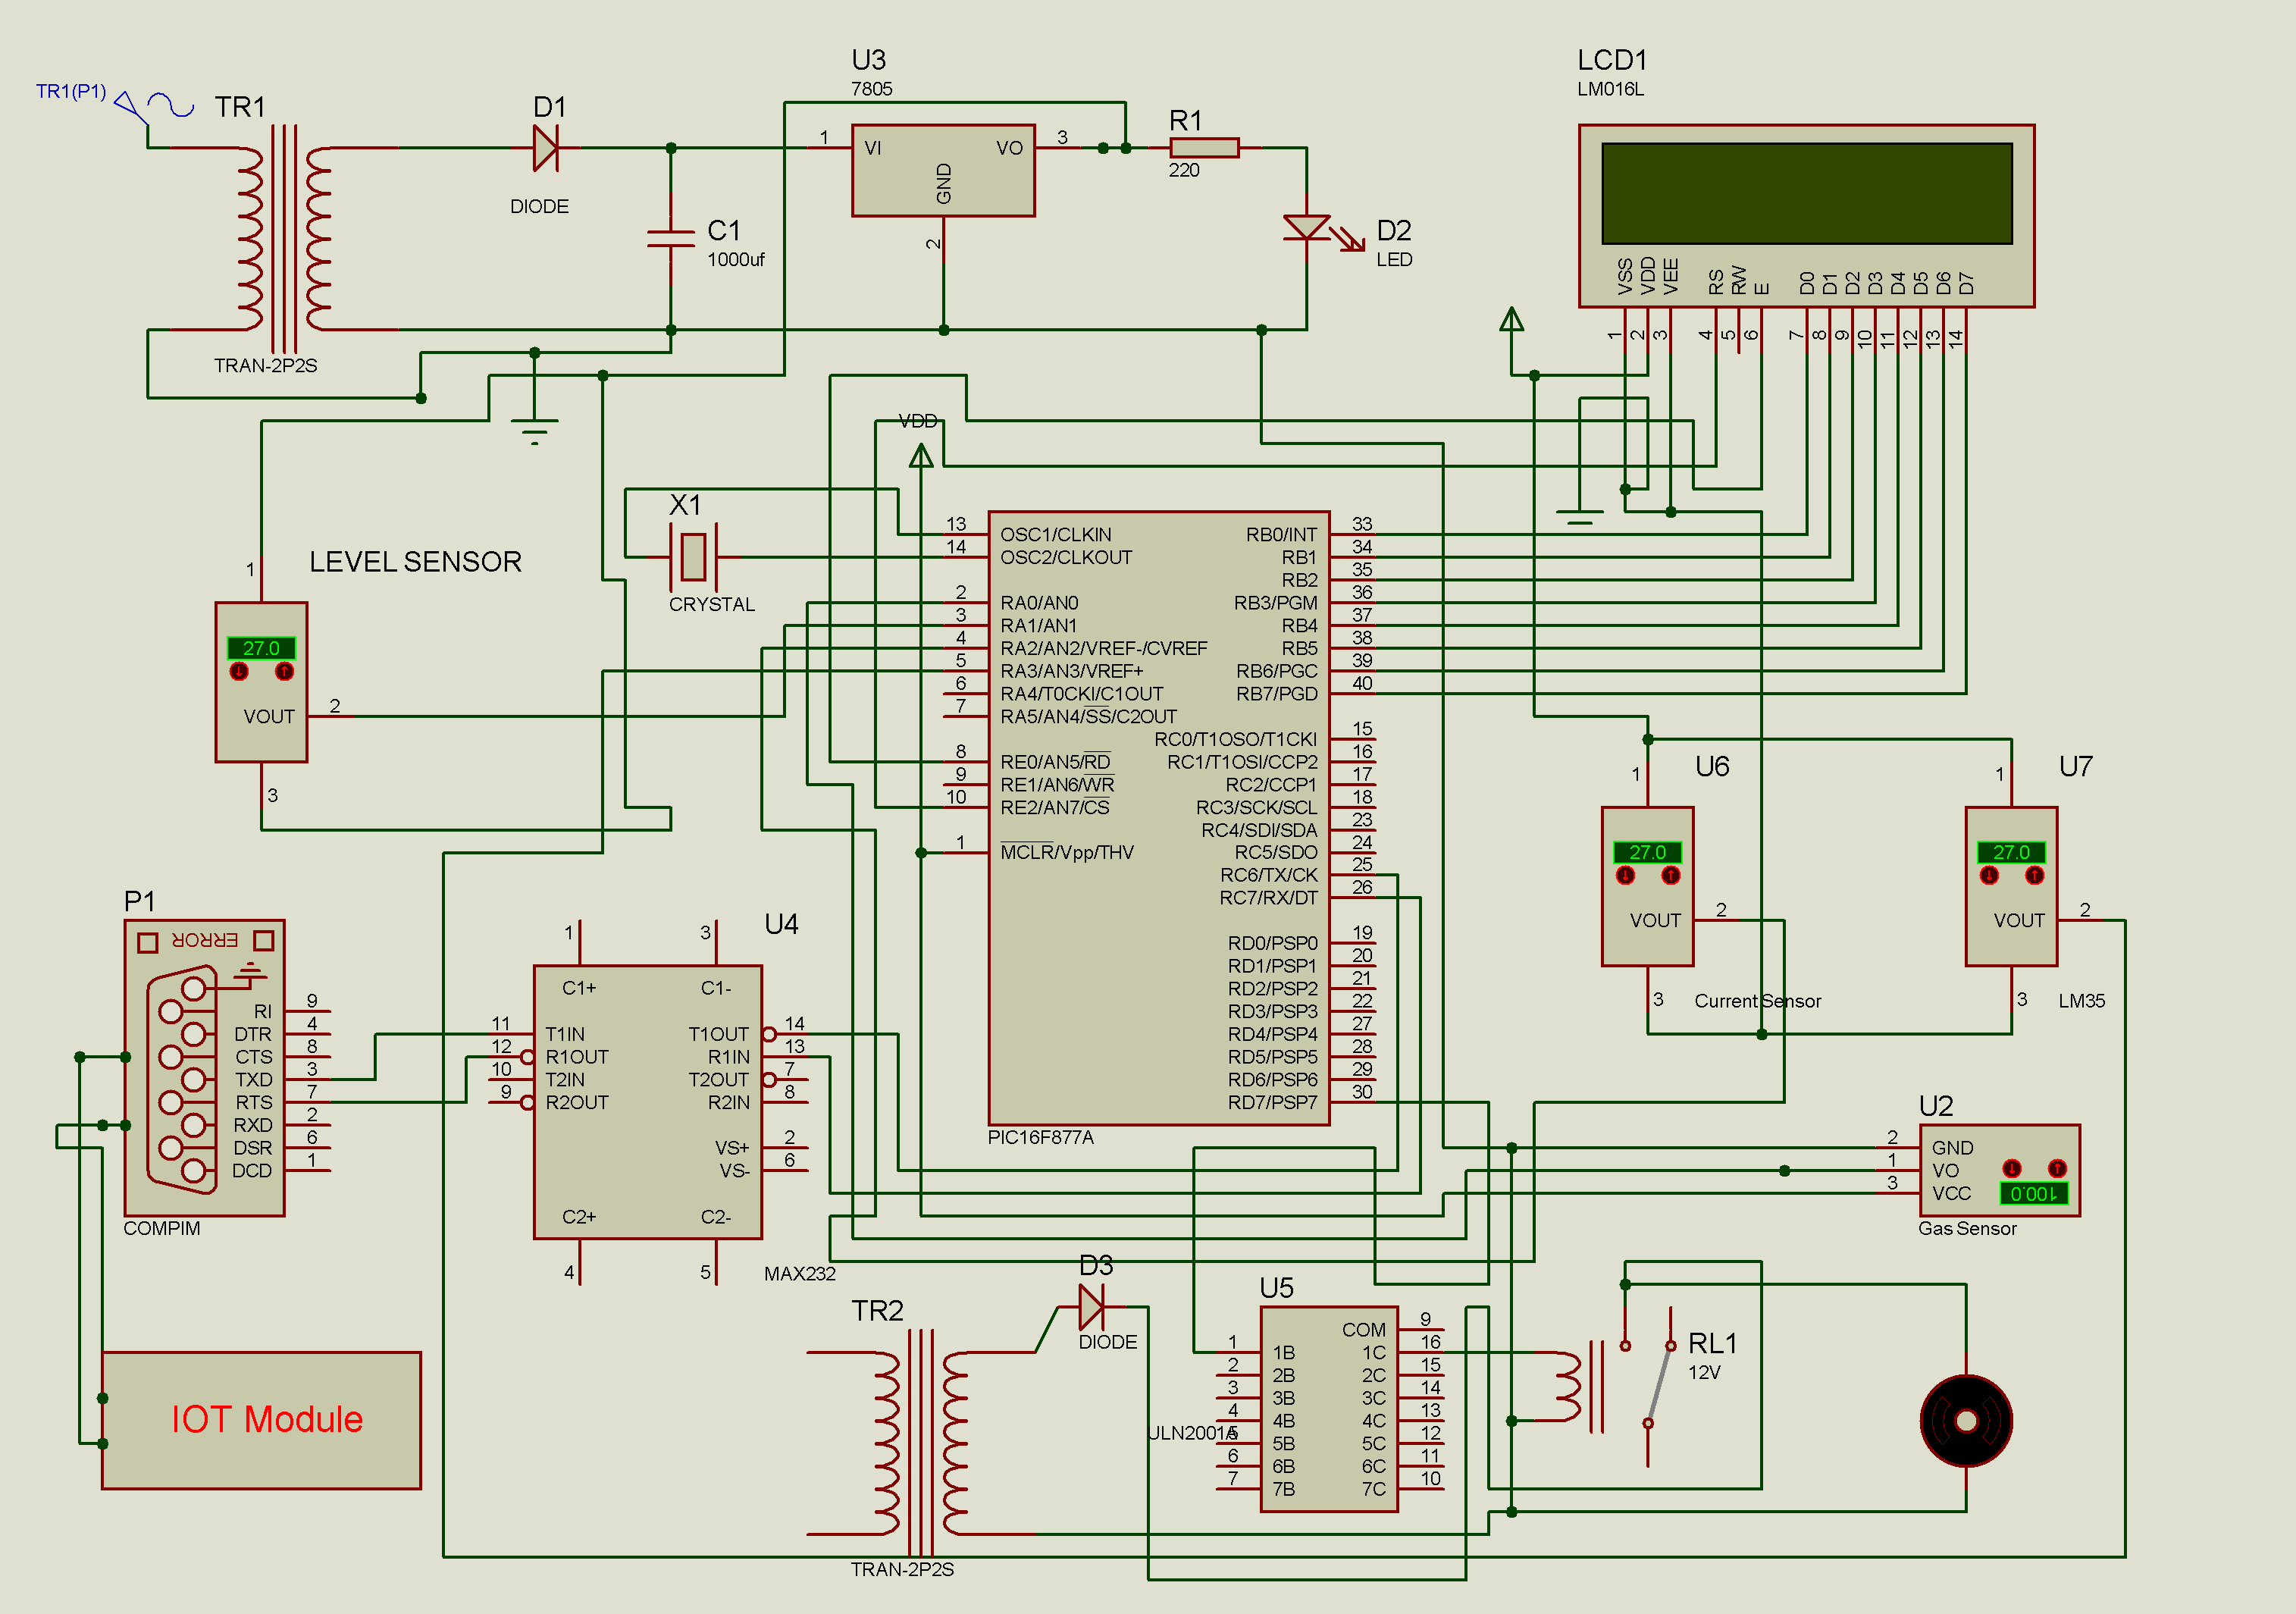 TR1(P1)
TR1
TRAN-2P2S
D1
DIODE
C1
1000uf
U3
7805
1
VI
VO
3
GND
2
R1
220
D2
LED
LCD1
LM016L
VSS
VDD
VEE
RS
RW
E
D0
D1
D2
D3
D4
D5
D6
D7
1
2
3
4
5
6
7
8
9
10
11
12
13
14
VDD
X1
CRYSTAL
LEVEL SENSOR
1
27.0
VOUT
2
3
13 OSC1/CLKIN
14 OSC2/CLKOUT
2 RA0/AN0
3 RA1/AN1
4 RA2/AN2/VREF-/CVREF
5 RA3/AN3/VREF+
6 RA4/T0CKI/C1OUT
7 RA5/AN4/SS/C2OUT
8 RE0/AN5/RD
9 RE1/AN6/WR
10 RE2/AN7/CS
1 MCLR/Vpp/THV
RB0/INT 33
RB1 34
RB2 35
RB3/PGM 36
RB4 37
RB5 38
RB6/PGC 39
RB7/PGD 40
RC0/T1OSO/T1CKI 15
RC1/T1OSI/CCP2 16
RC2/CCP1 17
RC3/SCK/SCL 18
RC4/SDI/SDA 23
RC5/SDO 24
RC6/TX/CK 25
RC7/RX/DT 26
RD0/PSP0 19
RD1/PSP1 20
RD2/PSP2 21
RD3/PSP3 22
RD4/PSP4 27
RD5/PSP5 28
RD6/PSP6 29
RD7/PSP7 30
PIC16F877A
U6
1
27.0
VOUT
2
3
Current Sensor
U7
1
27.0
VOUT
2
3
LM35
P1
ERROR
RI 9
DTR 4
CTS 8
TXD 3
RTS 7
RXD 2
DSR 6
DCD 1
COMPIM
U4
1
3
C1+
C1-
11 T1IN
12 R1OUT
10 T2IN
9 R2OUT
T1OUT 14
R1IN 13
T2OUT 7
R2IN 8
VS+ 2
VS- 6
C2+
C2-
4
5
MAX232
U2
2 GND
1 VO
3 VCC
100.0
Gas Sensor
IOT Module
TR2
TRAN-2P2S
D3
DIODE
U5
1 1B
2 2B
3 3B
4 4B
5 5B
6 6B
7 7B
COM 9
1C 16
2C 15
3C 14
4C 13
5C 12
6C 11
7C 10
ULN2001A
RL1
12V